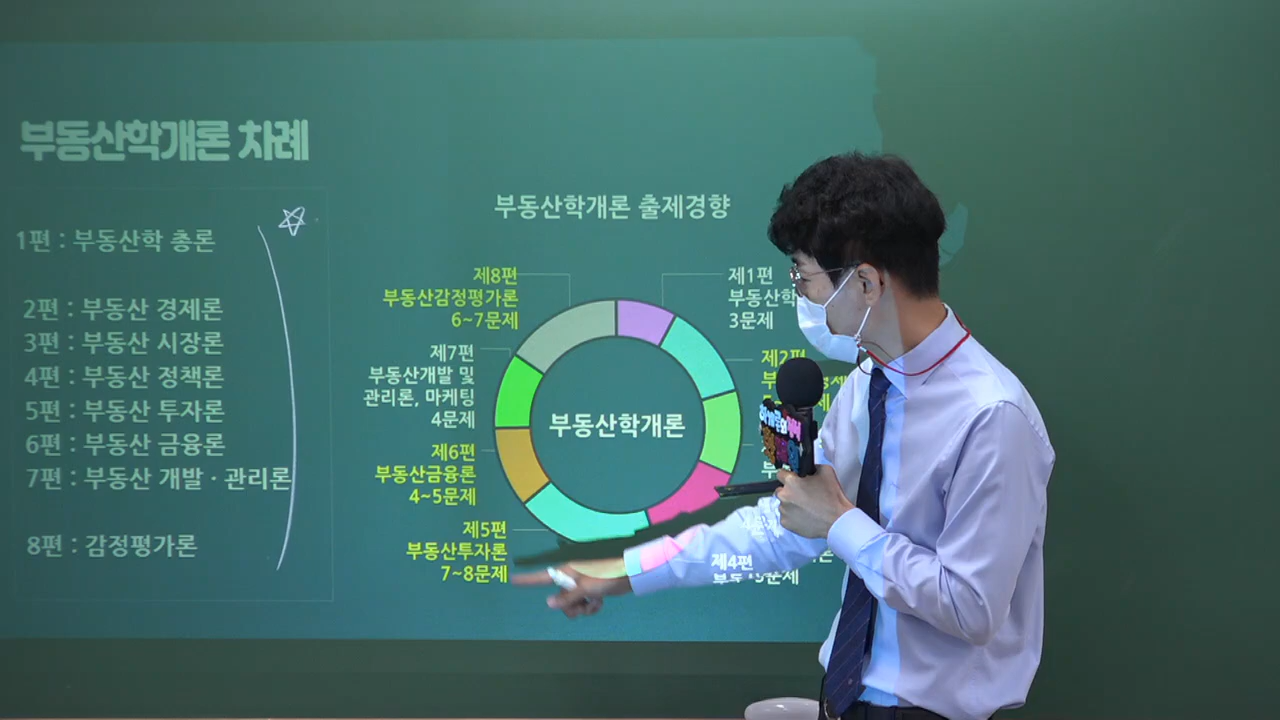 부동산학개론 차례
1편 : 부동산학 총론
2편 : 부동산 경제론
3편 : 부동산 시장론
4편 : 부동산 정책론
5편 : 부동산 투자론
6편 : 부동산 금융론
7편 : 부동산 개발 · 관리론
8편 : 감정평가론
부동산학개론 출제경향
제8편
부동산감정평가론
6~7문제
제1편
부동산학
3문제
제7편
부동산개발 및
관리론, 마케팅
4문제
제2편
부동산학개론
제6편
부동산금융론
4~5문제
제5편
부동산투자론
7~8문제
제4편